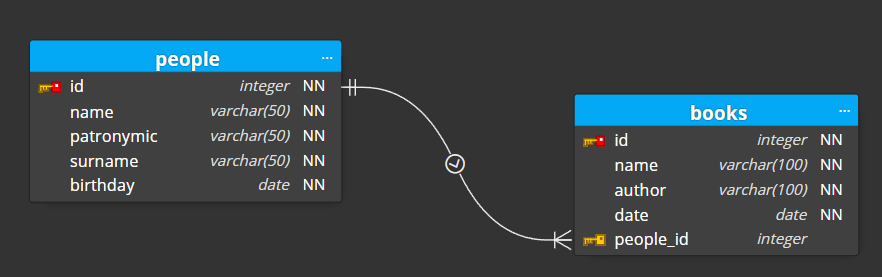 people ...
id integer NN
name varchar(50) NN
patronymic varchar(50) NN
surname varchar(50) NN
birthday date NN
books ...
id integer NN
name varchar(100) NN
author varchar(100) NN
date date NN
people_id integer